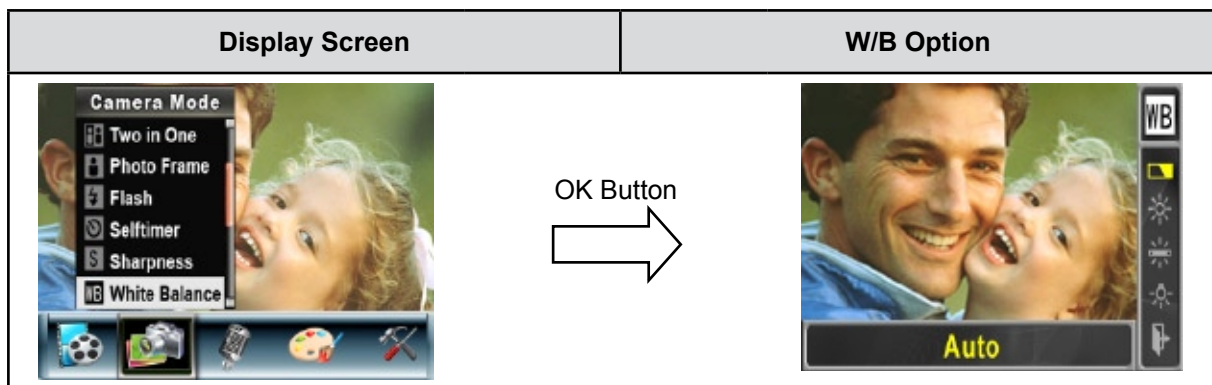 Display Screen
W/B Option
Camera Mode
Two in One
Photo Frame
Flash
Selftimer
S Sharpness
WB White Balance
OK Button
WB
Auto